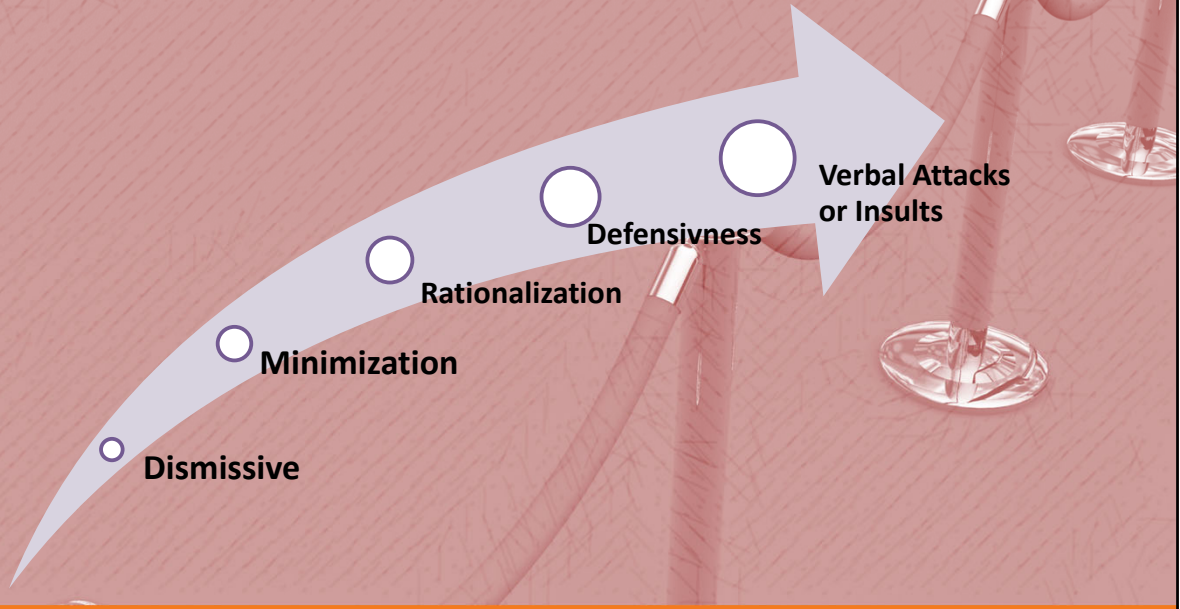 Verbal Attacks
or Insults
Defensivness
Rationalization
Minimization
Dismissive